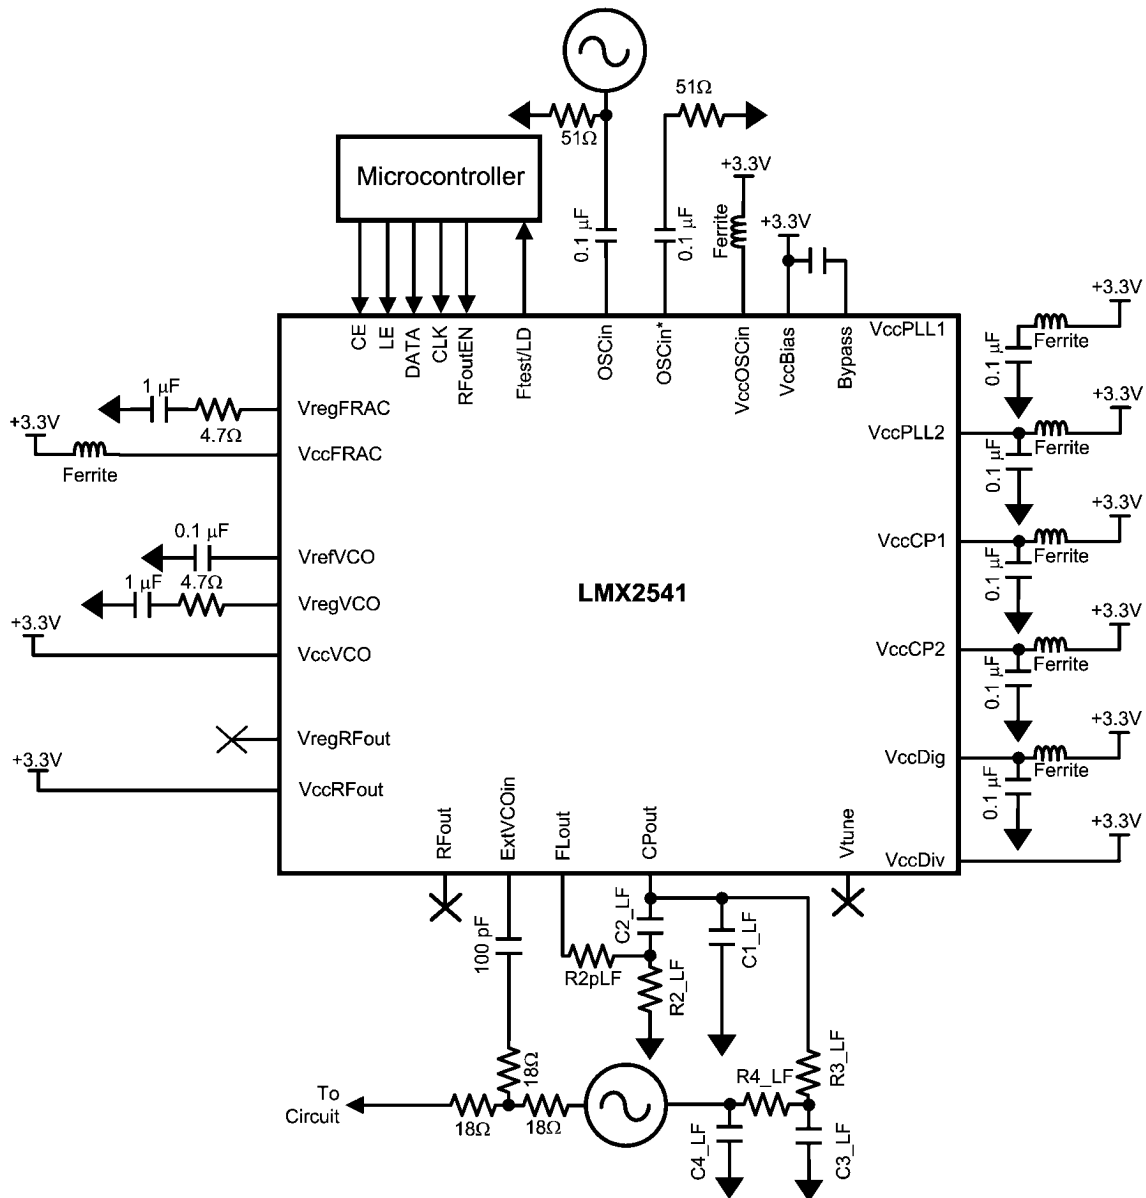 51Ω
51Ω
Microcontroller
+3.3V
Ferrite
+3.3V
0.1 µF
0.1 µF
CE
LE
DATA
CLK
RFoutEN
Ftest/LD
OSCin
OSCin*
VccOSCin
VccBias
Bypass
VccPLL1
+3.3V
Ferrite
0.1 µF
1 µF
4.7Ω
VregFRAC
+3.3V
Ferrite
VccFRAC
VccPLL2
+3.3V
Ferrite
0.1 µF
0.1 µF
VrefVCO
VccCP1
+3.3V
Ferrite
0.1 µF
1 µF
4.7Ω
VregVCO
LMX2541
+3.3V
VccVCO
VccCP2
+3.3V
Ferrite
0.1 µF
VregRFout
+3.3V
VccRFout
VccDig
+3.3V
Ferrite
0.1 µF
RFout
ExtVCOin
FLout
CPout
Vtune
VccDiv
+3.3V
100 pF
C2_LF
C1_LF
R2pLF
R2_LF
R3_LF
R4_LF
18Ω
To
Circuit
18Ω
18Ω
C4_LF
C3_LF